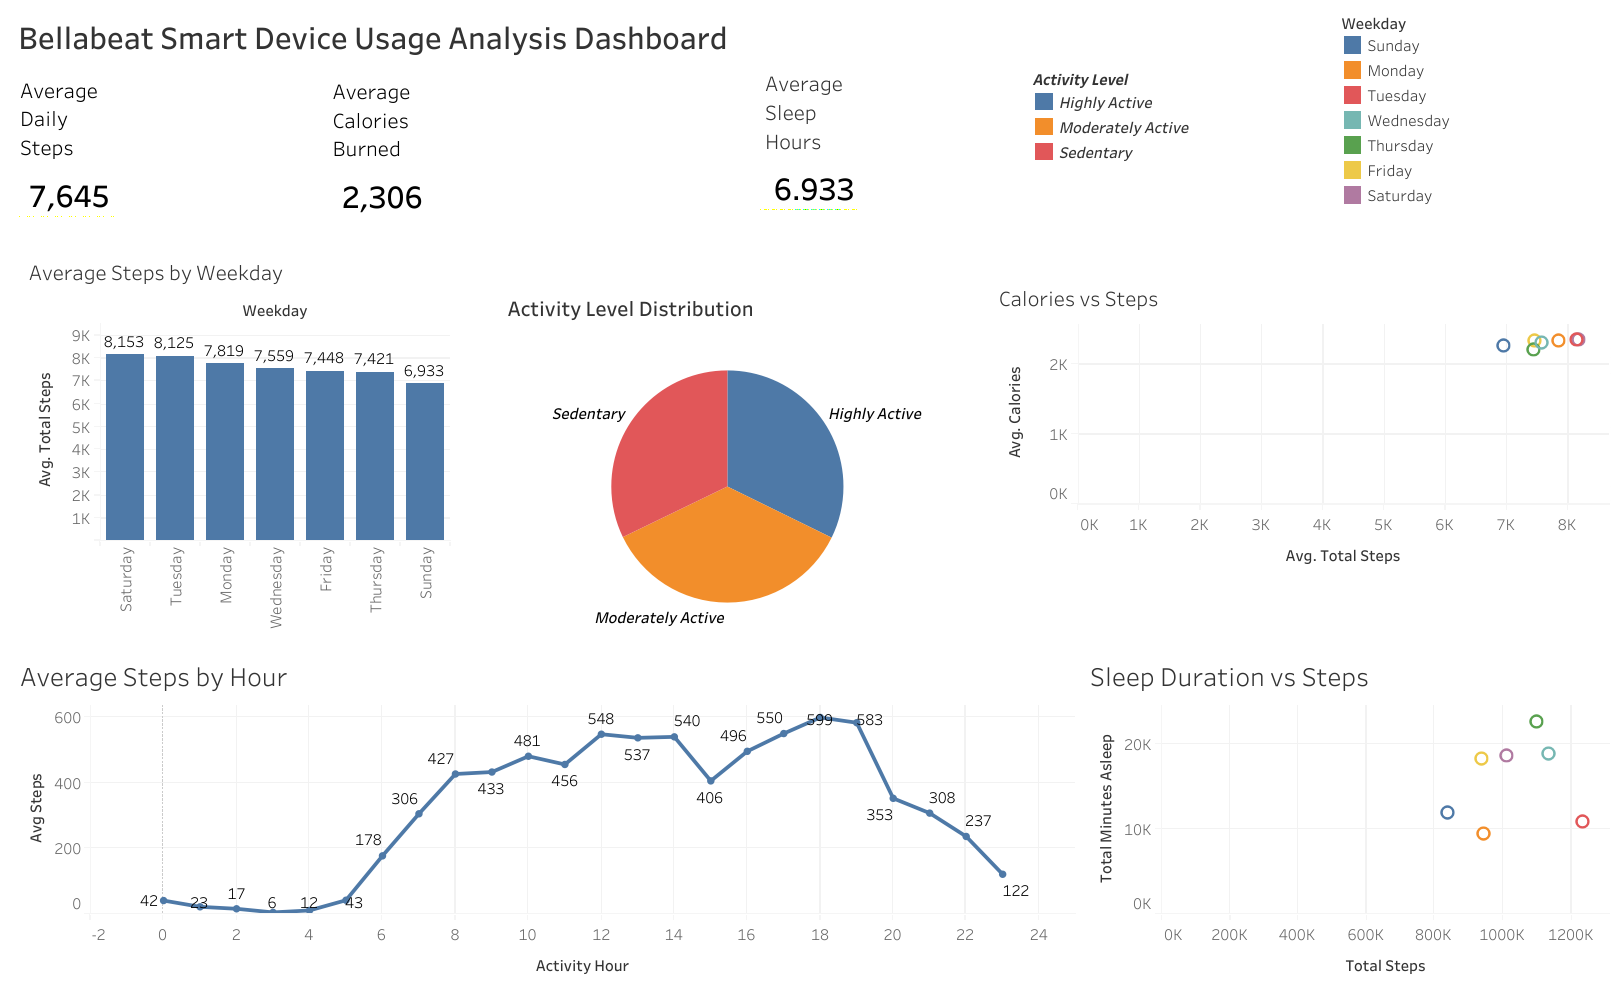 Bellabeat Smart Device Usage Analysis Dashboard
Average
Daily
Steps
7,645
Average
Calories
Burned
2,306
Average
Sleep
Hours
6.933
Activity Level
Highly Active
Moderately Active
Sedentary
Weekday
Sunday
Monday
Tuesday
Wednesday
Thursday
Friday
Saturday
Average Steps by Weekday
Weekday
Avg. Total Steps
9K
8K
7K
6K
5K
4K
3K
2K
1K
8,153
8,125
7,819
7,559
7,448
7,421
6,933
Saturday
Tuesday
Monday
Wednesday
Friday
Thursday
Sunday
Activity Level Distribution
Sedentary
Highly Active
Moderately Active
Calories vs Steps
Avg. Calories
2K
1K
0K
0K 1K 2K 3K 4K 5K 6K 7K 8K
Avg. Total Steps
Average Steps by Hour
Avg Steps
600
400
200
0
42
23
17
6
12
43
178
306
427
433
481
456
548
537
540
406
496
550
599
583
353
308
237
122
-2 0 2 4 6 8 10 12 14 16 18 20 22 24
Activity Hour
Sleep Duration vs Steps
Total Minutes Asleep
20K
10K
0K
0K 200K 400K 600K 800K 1000K 1200K
Total Steps